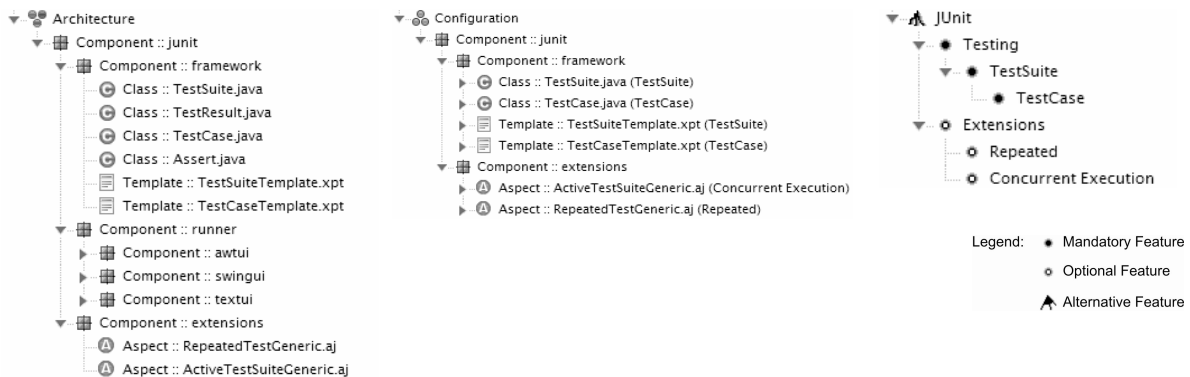 Architecture
Component :: junit
Component :: framework
Class :: TestSuite.java
Class :: TestResult.java
Class :: TestCase.java
Class :: Assert.java
Template :: TestSuiteTemplate.xpt
Template :: TestCaseTemplate.xpt
Component :: runner
Component :: awtui
Component :: swingui
Component :: textui
Component :: extensions
Aspect :: RepeatedTestGeneric.aj
Aspect :: ActiveTestSuiteGeneric.aj
Configuration
Component :: junit
Component :: framework
Class :: TestSuite.java (TestSuite)
Class :: TestCase.java (TestCase)
Template :: TestSuiteTemplate.xpt (TestSuite)
Template :: TestCaseTemplate.xpt (TestCase)
Component :: extensions
Aspect :: ActiveTestSuiteGeneric.aj (Concurrent Execution)
Aspect :: RepeatedTestGeneric.aj (Repeated)
JUnit
Testing
TestSuite
TestCase
Extensions
Repeated
Concurrent Execution
Legend:
Mandatory Feature
Optional Feature
Alternative Feature